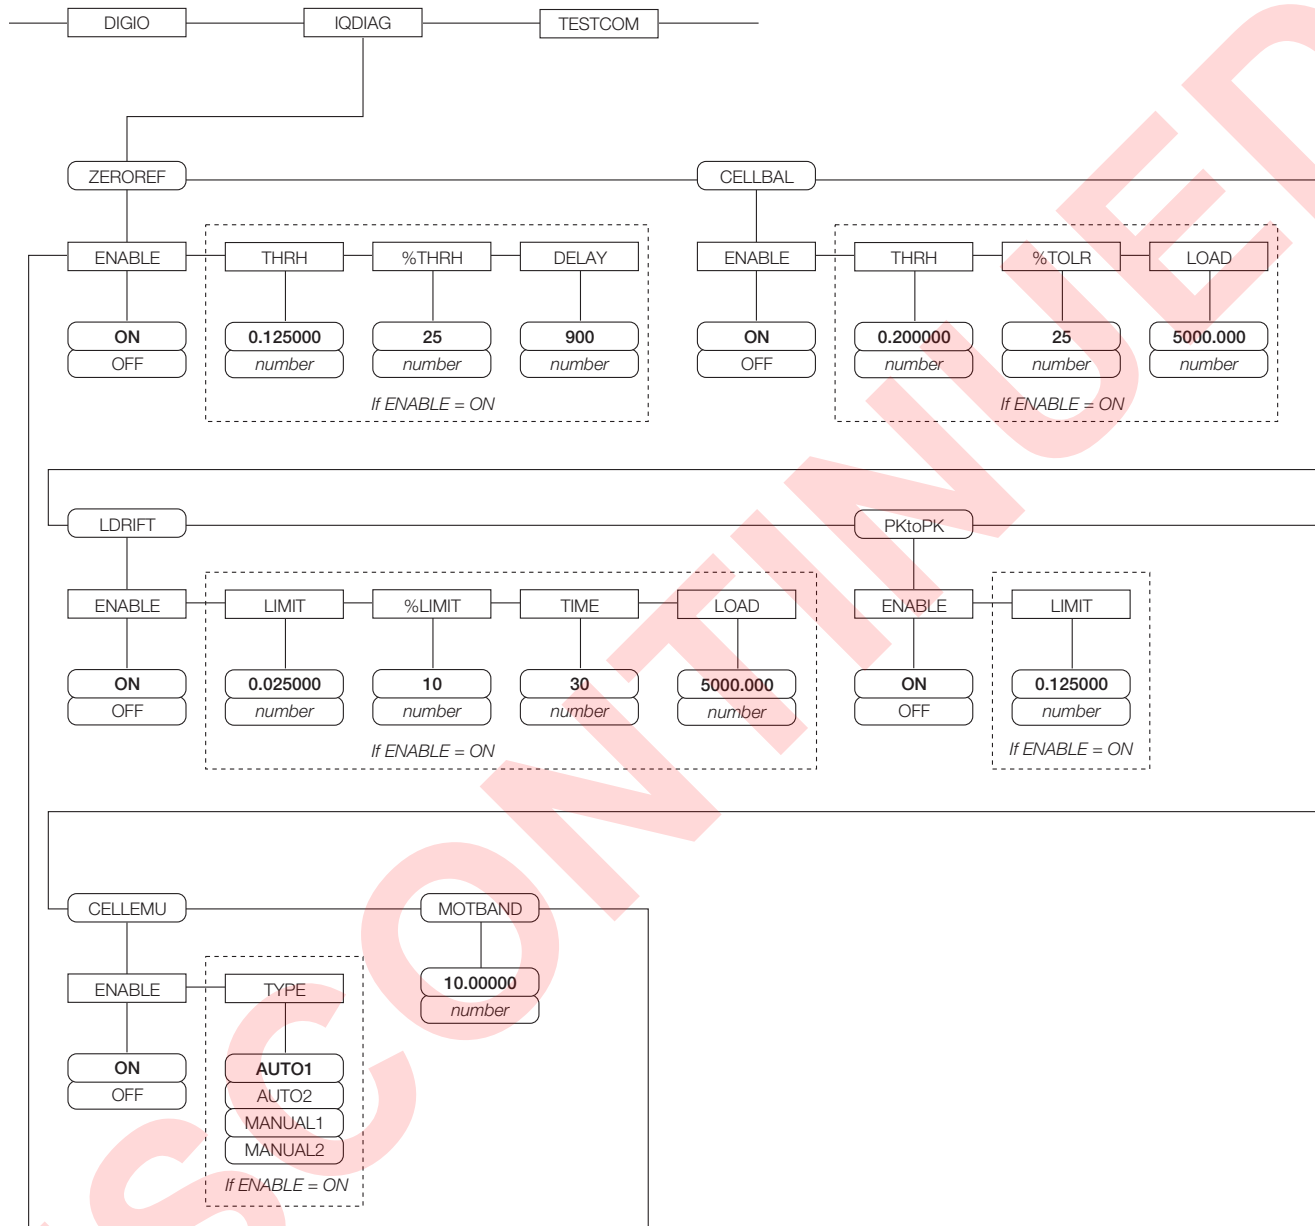 DIGIO IQDIAG TESTCOM
ZEROREF CELLBAL
ENABLE THRH %THRH DELAY ENABLE THRH %TOLR LOAD
ON 0.125000 25 900 ON 0.200000 25 5000.000
OFF number number number OFF number number number
If ENABLE = ON If ENABLE = ON
LDRIFT PKtoPK
ENABLE LIMIT %LIMIT TIME LOAD ENABLE LIMIT
ON 0.025000 10 30 5000.000 ON 0.125000
OFF number number number number OFF number
If ENABLE = ON If ENABLE = ON
CELLEMU MOTBAND
ENABLE TYPE 10.00000
number
ON AUTO1
OFF AUTO2
MANUAL1
MANUAL2
If ENABLE = ON
SCONTINUED